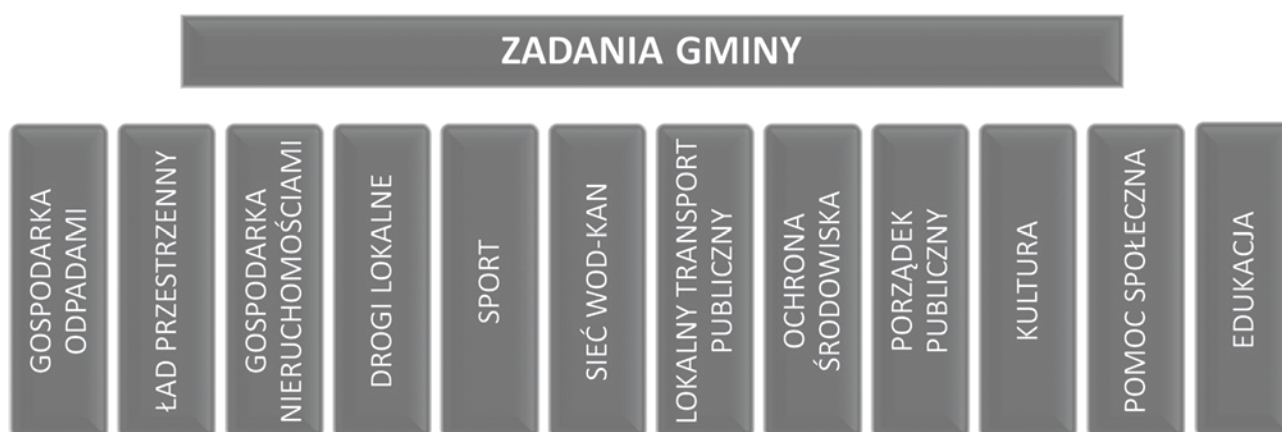 ZADANIA GMINY
GOSPODARKA
ODPADAMI
ŁAD PRZESTRZENNY
GOSPODARKA
NIERUCHOMOŚCIAMI
DROGI LOKALNE
SPORT
SIEĆ WOD-KAN
LOKALNY TRANSPORT
PUBLICZNY
OCHRONA
ŚRODOWISKA
PORZĄDEK
PUBLICZNY
KULTURA
POMOC SPOŁECZNA
EDUKACJA